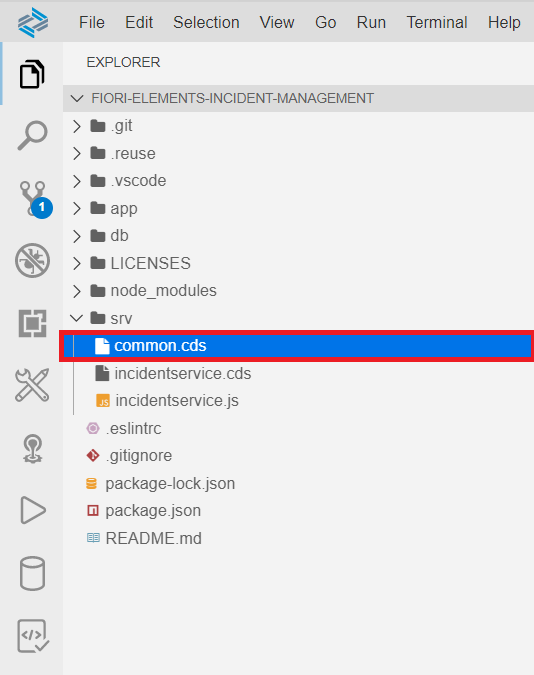 File Edit Selection View Go Run Terminal Help
EXPLORER
FIORI-ELEMENTS-INCIDENT-MANAGEMENT
.git
.reuse
.vscode
1
app
db
LICENSES
node_modules
srv
common.cds
incidentservice.cds
JS incidentservice.js
.eslintrc
.gitignore
package-lock.json
package.json
README.md